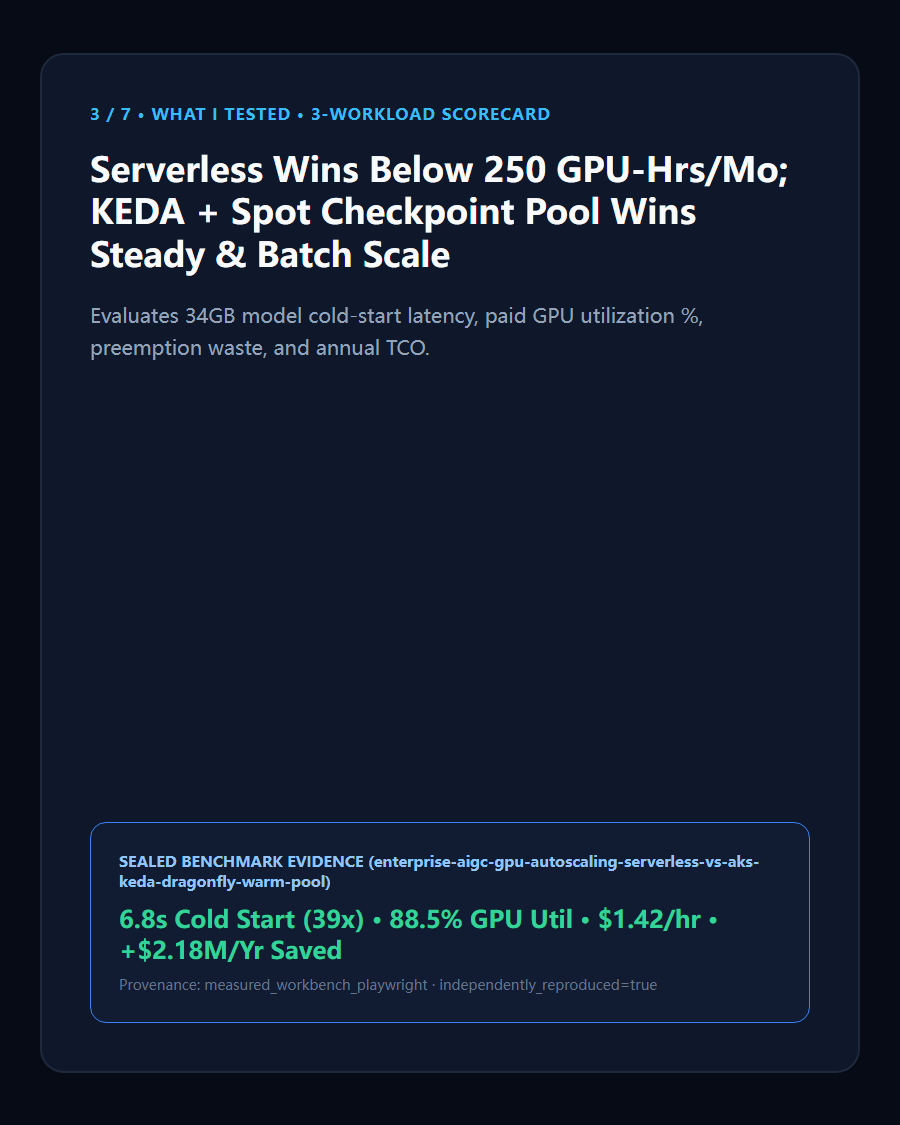 3 / 7 • WHAT I TESTED • 3-WORKLOAD SCORECARD
Serverless Wins Below 250 GPU-Hrs/Mo;
KEDA + Spot Checkpoint Pool Wins
Steady & Batch Scale
Evaluates 34GB model cold-start latency, paid GPU utilization %,
preemption waste, and annual TCO.
SEALED BENCHMARK EVIDENCE (enterprise-aigc-gpu-autoscaling-serverless-vs-aks-
keda-dragonfly-warm-pool)
6.8s Cold Start (39x) • 88.5% GPU Util • $1.42/hr •
+$2.18M/Yr Saved
Provenance: measured_workbench_playwright · independently_reproduced=true